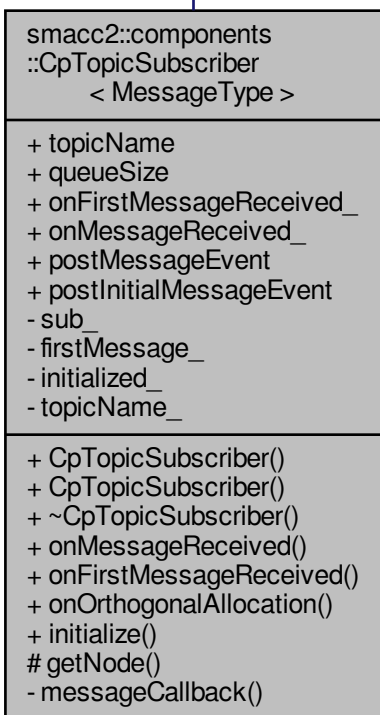 smacc2::components
::CpTopicSubscriber
< MessageType >
+ topicName
+ queueSize
+ onFirstMessageReceived_
+ onMessageReceived_
+ postMessageEvent
+ postInitialMessageEvent
- sub_
- firstMessage_
- initialized_
- topicName_
+ CpTopicSubscriber()
+ CpTopicSubscriber()
+ ~CpTopicSubscriber()
+ onMessageReceived()
+ onFirstMessageReceived()
+ onOrthogonalAllocation()
+ initialize()
# getNode()
- messageCallback()